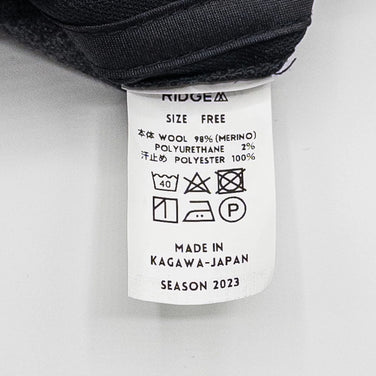 RIDGE
SIZE FREE
本体 WOOL 98% (MERINO)
POLYURETHANE 2%
汗止め POLYESTER 100%
40
P
MADE IN
KAGAWA-JAPAN
SEASON 2023